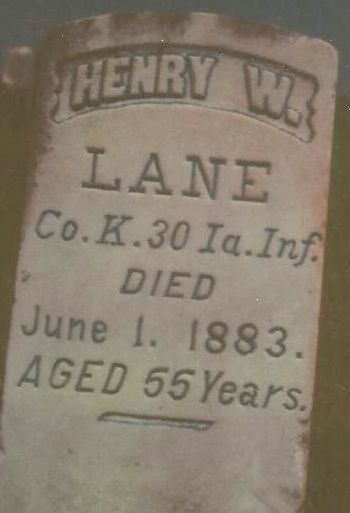 HENRY W.
LANE
Co. K. 30 Ia. Inf.
DIED
June 1. 1883.
AGED 55 Years.